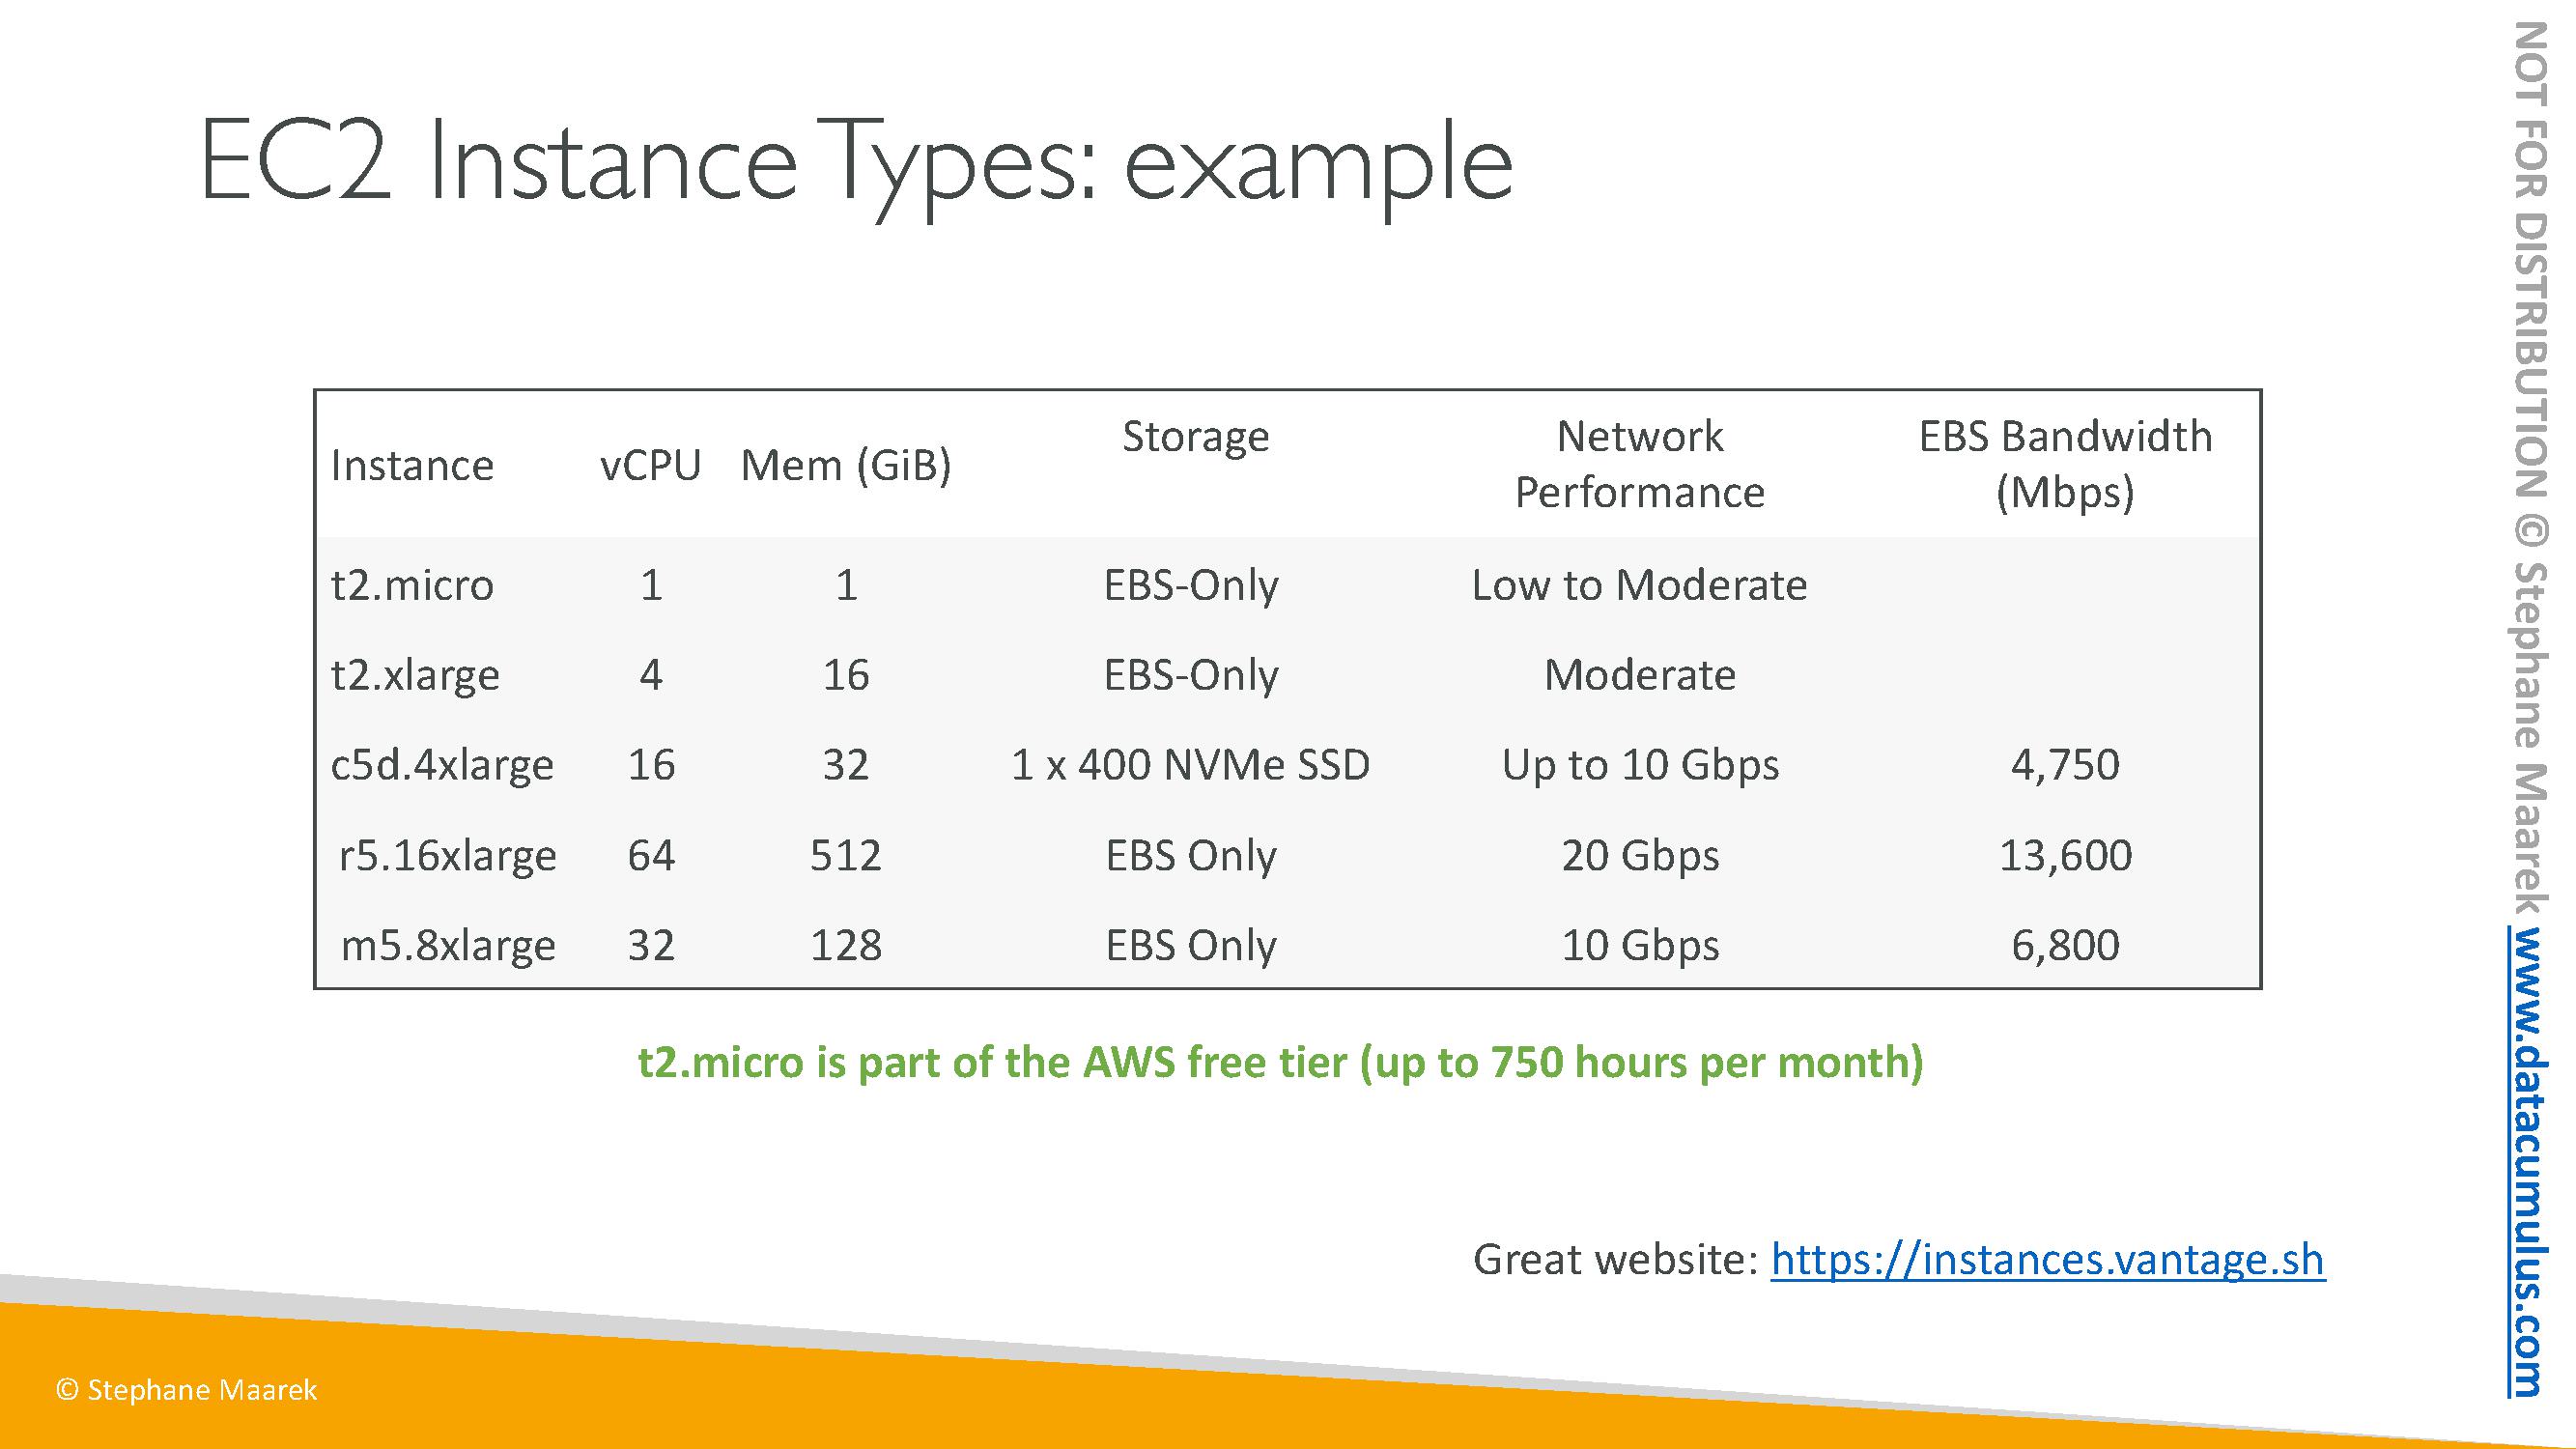 EC2 Instance Types: example
Instance vCPU Mem (GiB) Storage Network Performance EBS Bandwidth (Mbps)
t2.micro 1 1 EBS-Only Low to Moderate
t2.xlarge 4 16 EBS-Only Moderate
c5d.4xlarge 16 32 1 x 400 NVMe SSD Up to 10 Gbps 4,750
r5.16xlarge 64 512 EBS Only 20 Gbps 13,600
m5.8xlarge 32 128 EBS Only 10 Gbps 6,800
t2.micro is part of the AWS free tier (up to 750 hours per month)
Great website: https://instances.vantage.sh
© Stephane Maarek
NOT FOR DISTRIBUTION © Stephane Maarek www.datacumulus.com